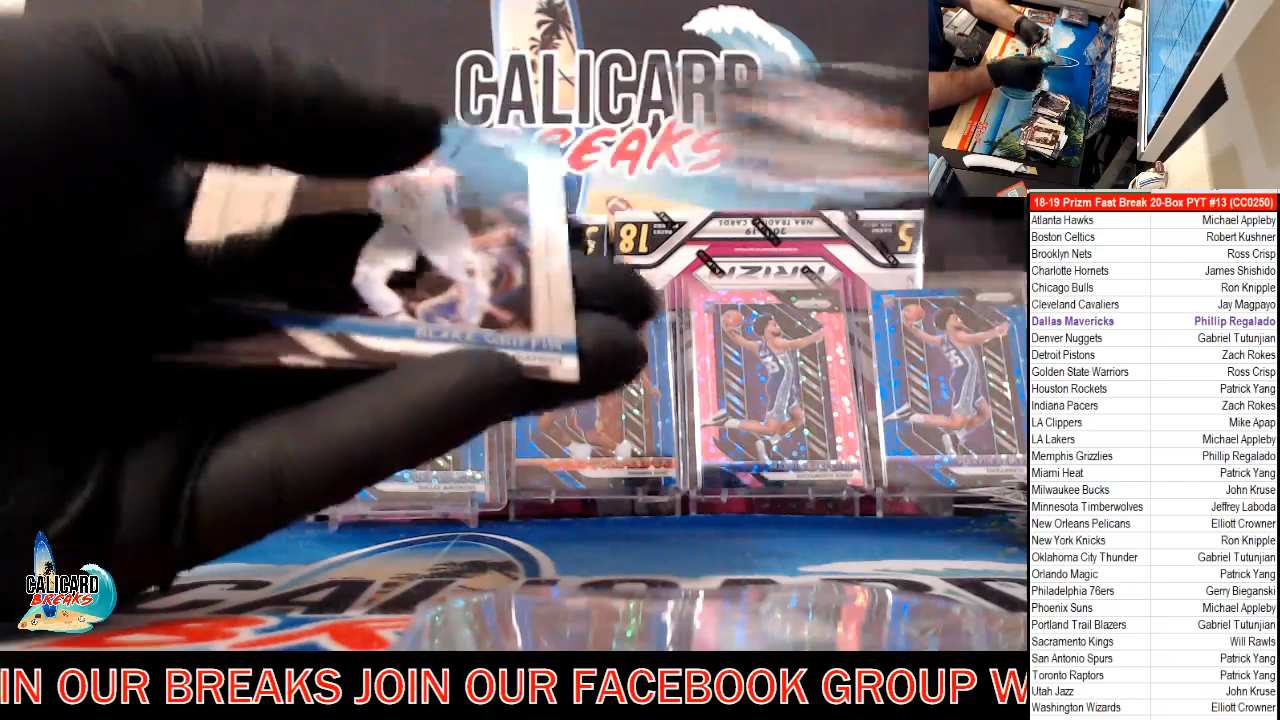 CALICARD
BREAKS
18
5
NBA TRADING CARDS
PRIZM
BLAKE GRIFFIN
SACRAMENTO KINGS
CALICARD
BREAKS
IN OUR BREAKS JOIN OUR FACEBOOK GROUP W
18-19 Prizm Fast Break 20-Box PYT #13 (CC0250)
Atlanta Hawks Michael Appleby
Boston Celtics Robert Kushner
Brooklyn Nets Ross Crisp
Charlotte Hornets James Shishido
Chicago Bulls Ron Knipple
Cleveland Cavaliers Jay Magpayo
Dallas Mavericks Phillip Regalado
Denver Nuggets Gabriel Tutunjian
Detroit Pistons Zach Rokes
Golden State Warriors Ross Crisp
Houston Rockets Patrick Yang
Indiana Pacers Zach Rokes
LA Clippers Mike Apap
LA Lakers Michael Appleby
Memphis Grizzlies Phillip Regalado
Miami Heat Patrick Yang
Milwaukee Bucks John Kruse
Minnesota Timberwolves Jeffrey Laboda
New Orleans Pelicans Elliott Crowner
New York Knicks Ron Knipple
Oklahoma City Thunder Gabriel Tutunjian
Orlando Magic Patrick Yang
Philadelphia 76ers Gerry Bieganski
Phoenix Suns Michael Appleby
Portland Trail Blazers Gabriel Tutunjian
Sacramento Kings Will Rawls
San Antonio Spurs Patrick Yang
Toronto Raptors Patrick Yang
Utah Jazz John Kruse
Washington Wizards Elliott Crowner